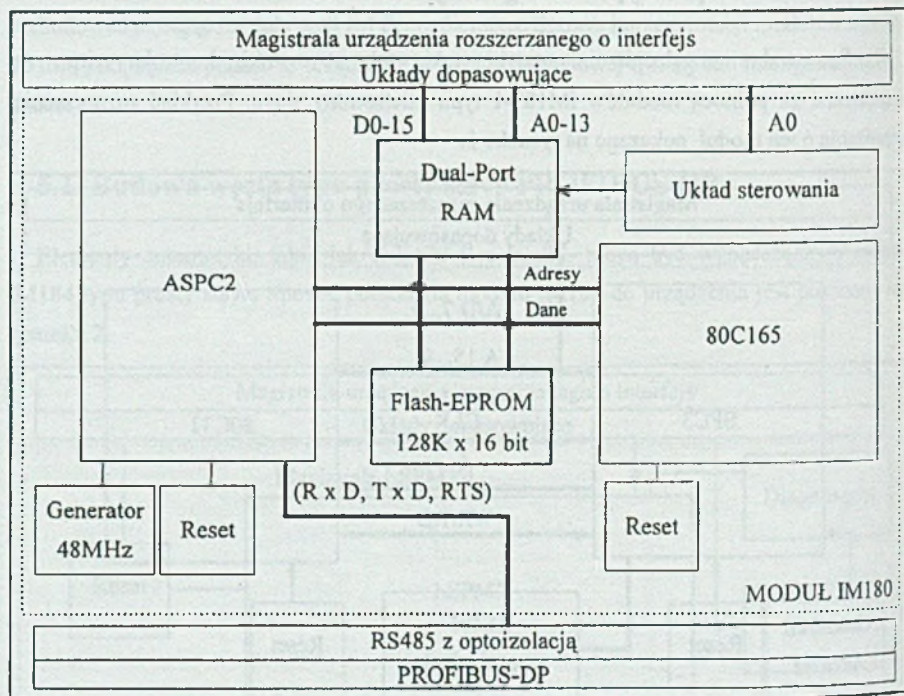 Magistrala urządzenia rozszerzanego o interfejs
Układy dopasowujące
D0-15
A0-13
A0
Dual-Port
RAM
Układ sterowania
ASPC2
Adresy
Dane
80C165
Flash-EPROM
128K x 16 bit
(R x D, T x D, RTS)
Generator
48MHz
Reset
Reset
MODUŁ IM180
RS485 z optoizolacją
PROFIBUS-DP